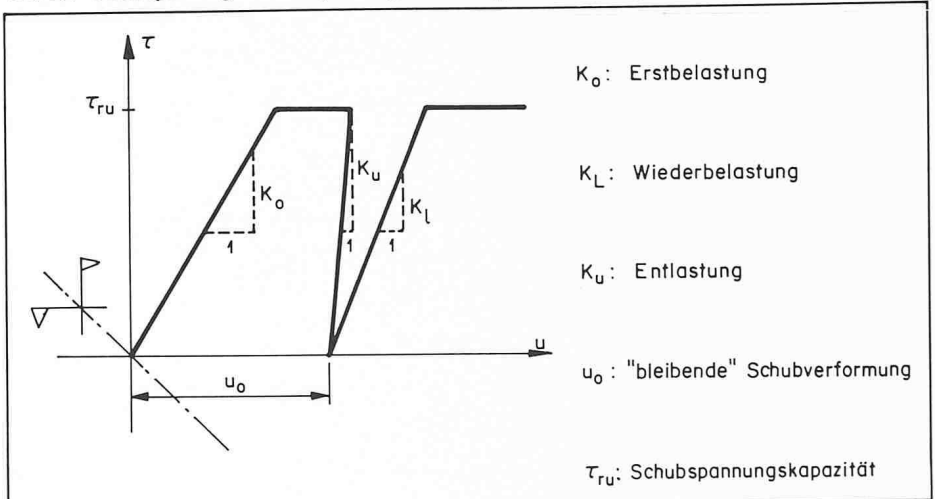 τ
τru
Ko
1
Ku
1
Kl
1
u
uo
Ko: Erstbelastung
KL: Wiederbelastung
Ku: Entlastung
uo: "bleibende" Schubverformung
τru: Schubspannungskapazität